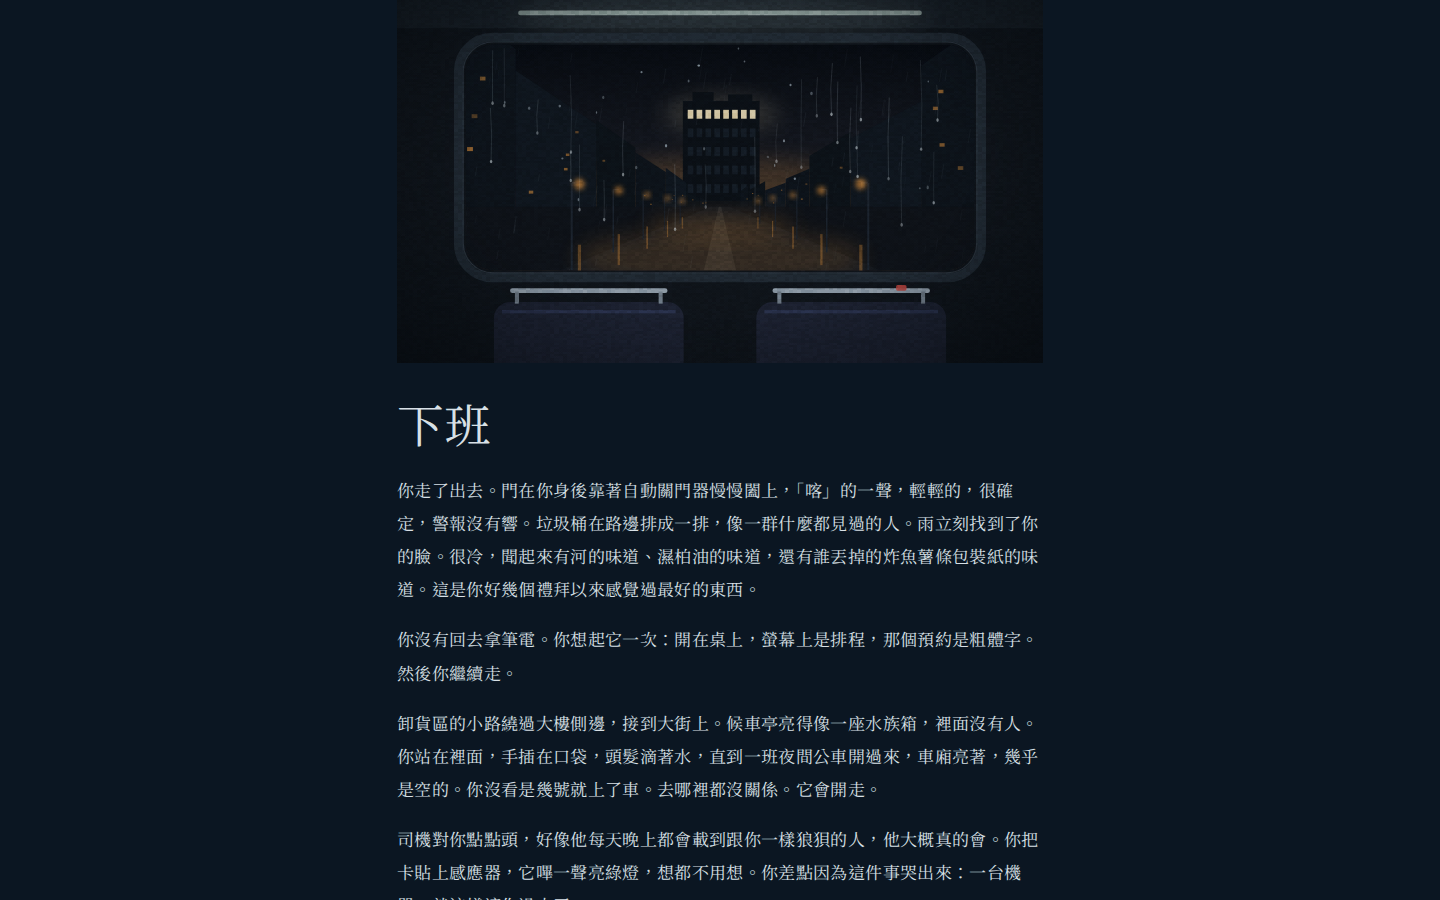 下班
你走了出去。門在你身後靠著自動關門器慢慢闔上，「喀」的一聲，輕輕的，很確
定，警報沒有響。垃圾桶在路邊排成一排，像一群什麼都見過的人。雨立刻找到了你
的臉。很冷，聞起來有河的味道、濕柏油的味道，還有誰丟掉的炸魚薯條包裝紙的味
道。這是你好幾個禮拜以來感覺過最好的東西。
你沒有回去拿筆電。你想起它一次：開在桌上，螢幕上是排程，那個預約是粗體字。
然後你繼續走。
卸貨區的小路繞過大樓側邊，接到大街上。候車亭亮得像一座水族箱，裡面沒有人。
你站在裡面，手插在口袋，頭髮滴著水，直到一班夜間公車開過來，車廂亮著，幾乎
是空的。你沒看是幾號就上了車。去哪裡都沒關係。它會開走。
司機對你點點頭，好像他每天晚上都會載到跟你一樣狼狽的人，他大概真的會。你把
卡貼上感應器，它嗶一聲亮綠燈，想都不用想。你差點因為這件事哭出來：一台機